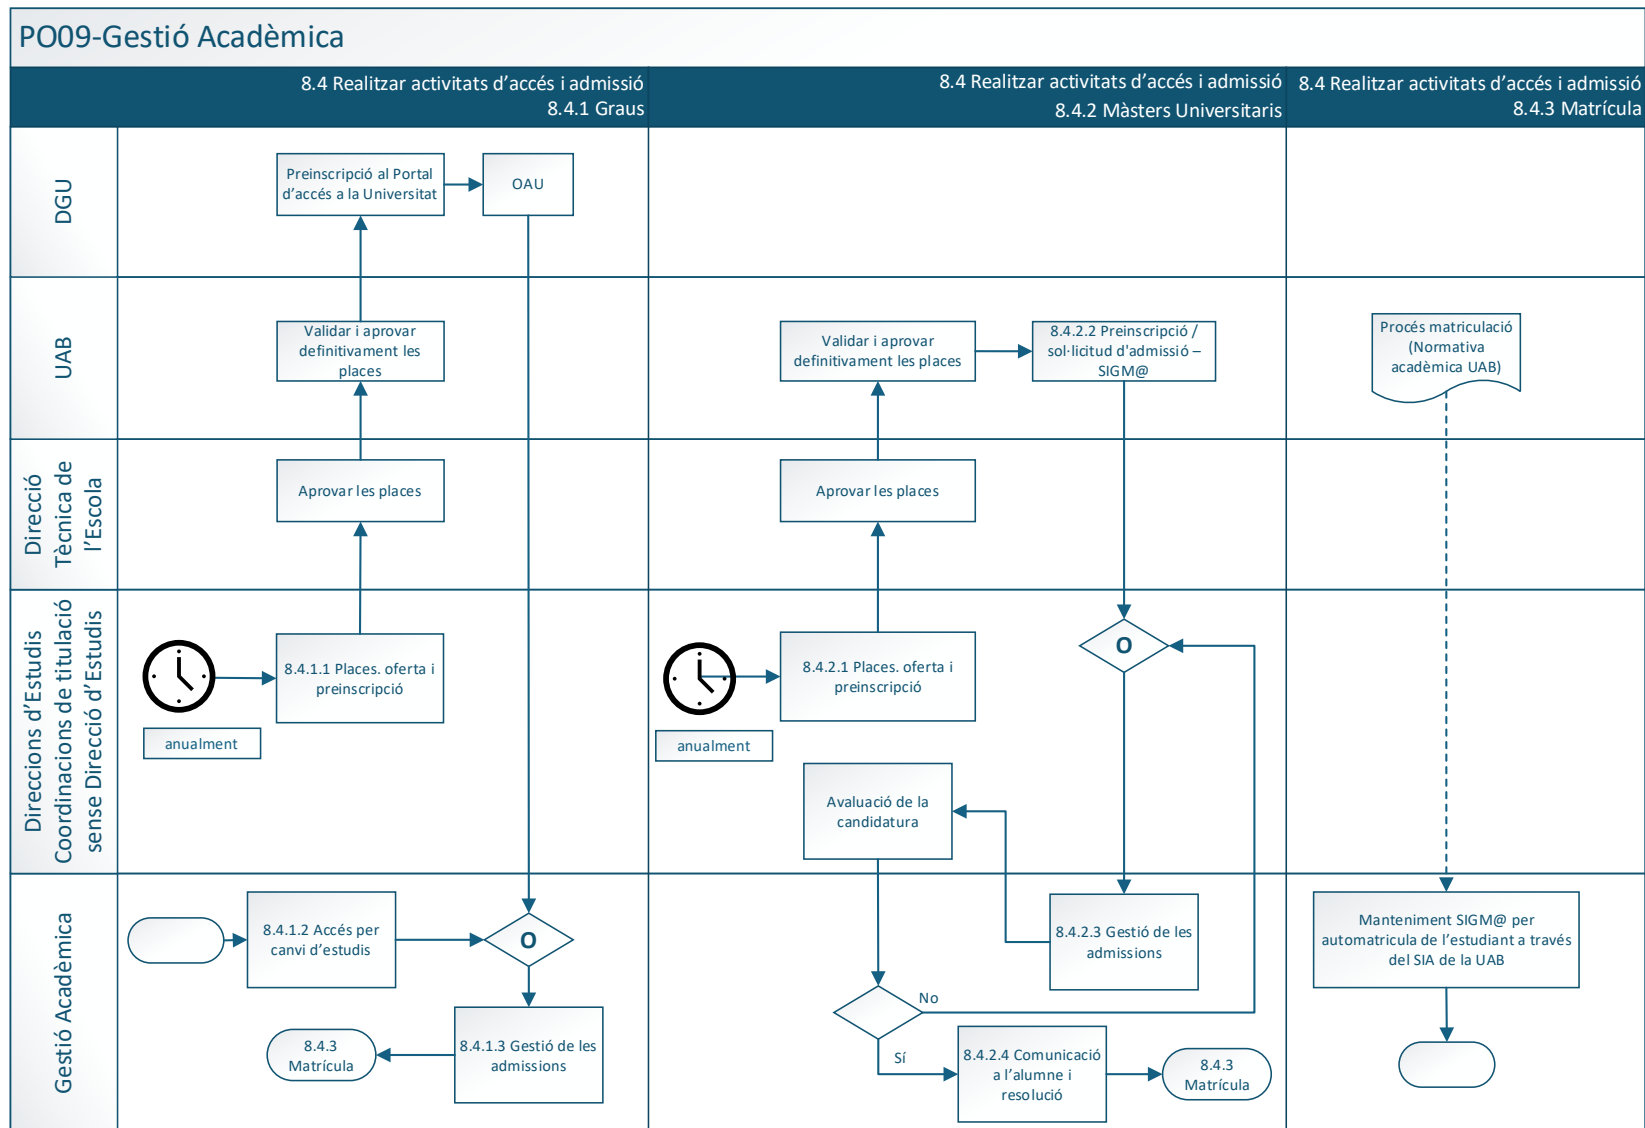 PO09-Gestió Acadèmica
8.4 Realitzar activitats d'accés i admissió
8.4.1 Graus
8.4 Realitzar activitats d'accés i admissió
8.4.2 Màsters Universitaris
8.4 Realitzar activitats d'accés i admissió
8.4.3 Matrícula
DGU
Preinscripció al Portal
d'accés a la Universitat
OAU
UAB
Validar i aprovar
definitivament les
places
Validar i aprovar
definitivament les places
8.4.2.2 Preinscripció /
sol·licitud d'admissió –
SIGM@
Procés matriculació
(Normativa
acadèmica UAB)
Direcció
Tècnica de
l'Escola
Aprovar les places
Aprovar les places
Direccions d'Estudis
Coordinacions de titulació
sense Direcció d'Estudis
8.4.1.1 Places. oferta i
preinscripció
anualment
8.4.2.1 Places. oferta i
preinscripció
anualment
O
Avaluació de la
candidatura
Gestió Acadèmica
8.4.1.2 Accés per
canvi d'estudis
O
8.4.1.3 Gestió de les
admissions
8.4.3
Matrícula
8.4.2.3 Gestió de les
admissions
No
Sí
8.4.2.4 Comunicació
a l'alumne i
resolució
8.4.3
Matrícula
Manteniment SIGM@ per
automatricula de l'estudiant a través
del SIA de la UAB